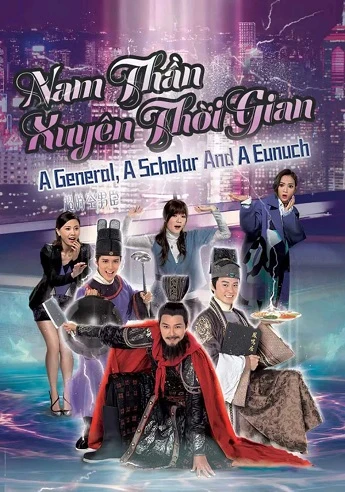 Nam Thần
Xuyên Thời Gian
A General, A Scholar And A Eunuch